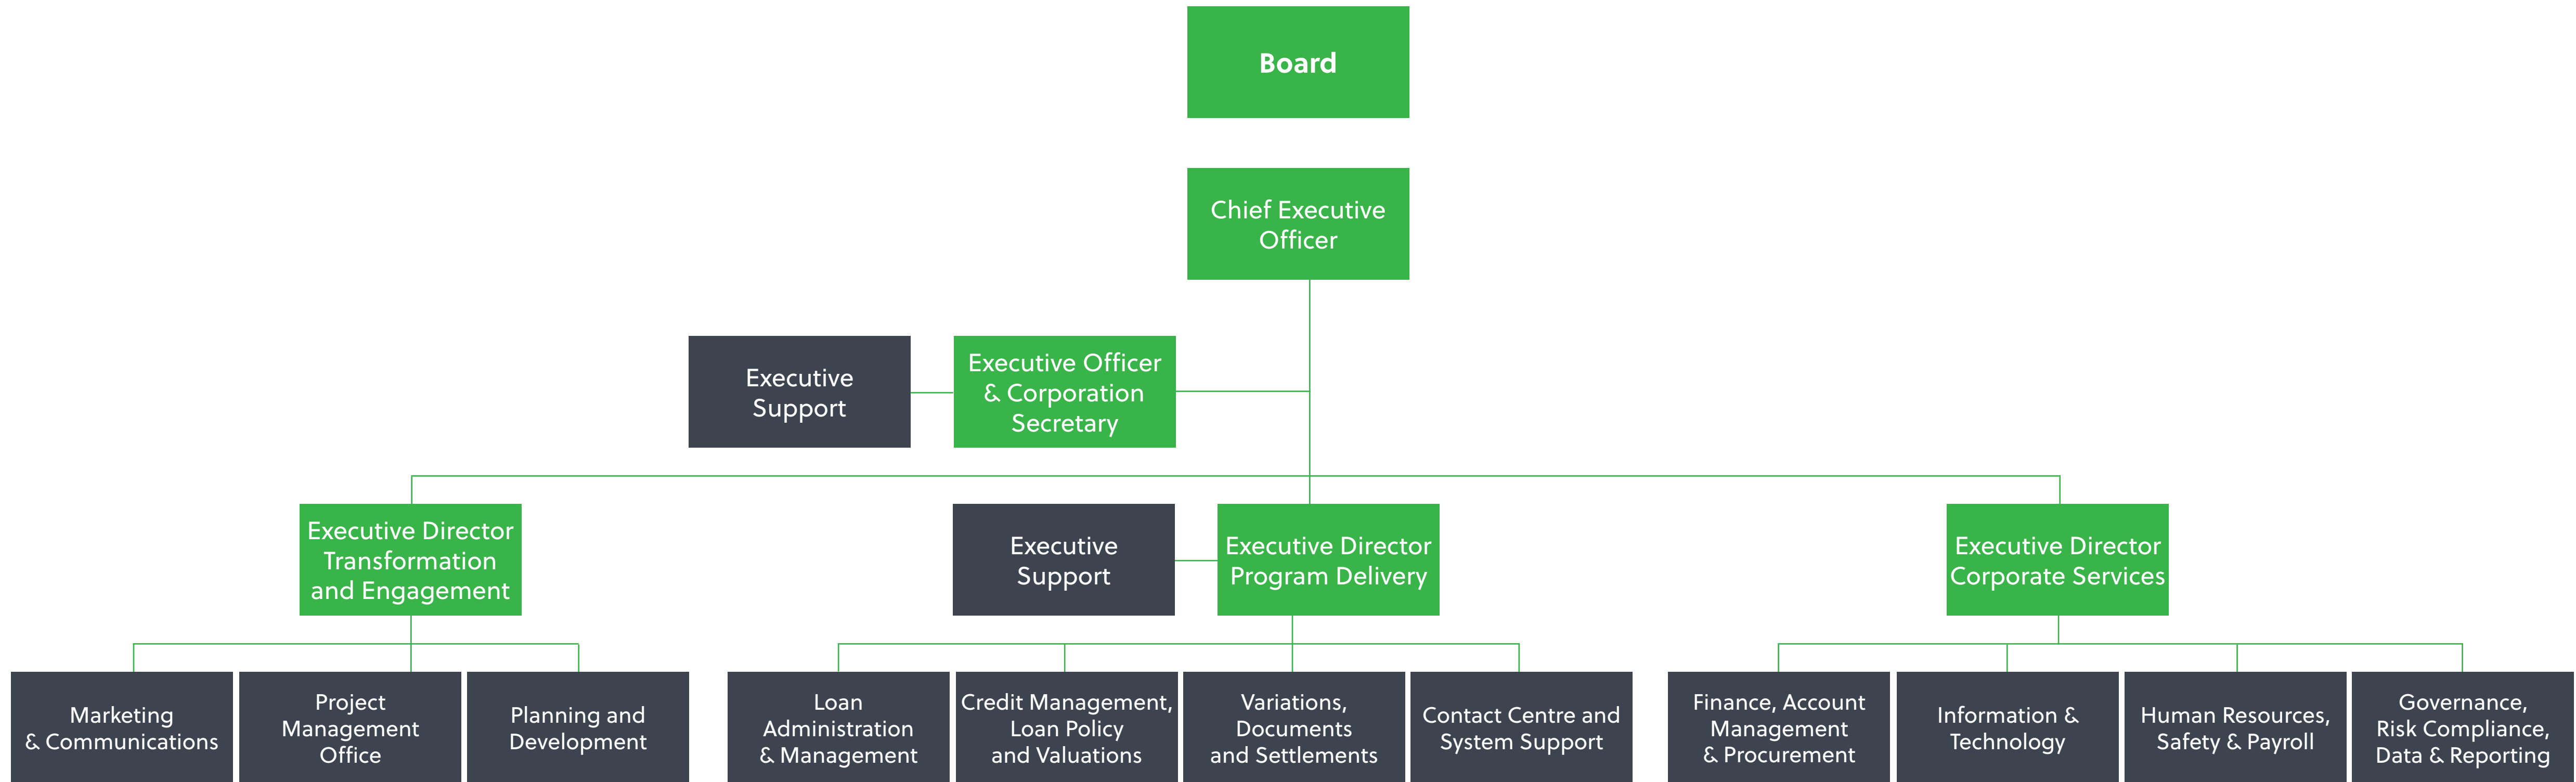 Board
Chief Executive
Officer
Executive
Support
Executive Officer
& Corporation
Secretary
Executive Director
Transformation
and Engagement
Executive
Support
Executive Director
Program Delivery
Executive Director
Corporate Services
Marketing
& Communications
Project
Management
Office
Planning and
Development
Loan
Administration
& Management
Credit Management,
Loan Policy
and Valuations
Variations,
Documents
and Settlements
Contact Centre and
System Support
Finance, Account
Management
& Procurement
Information &
Technology
Human Resources,
Safety & Payroll
Governance,
Risk Compliance,
Data & Reporting